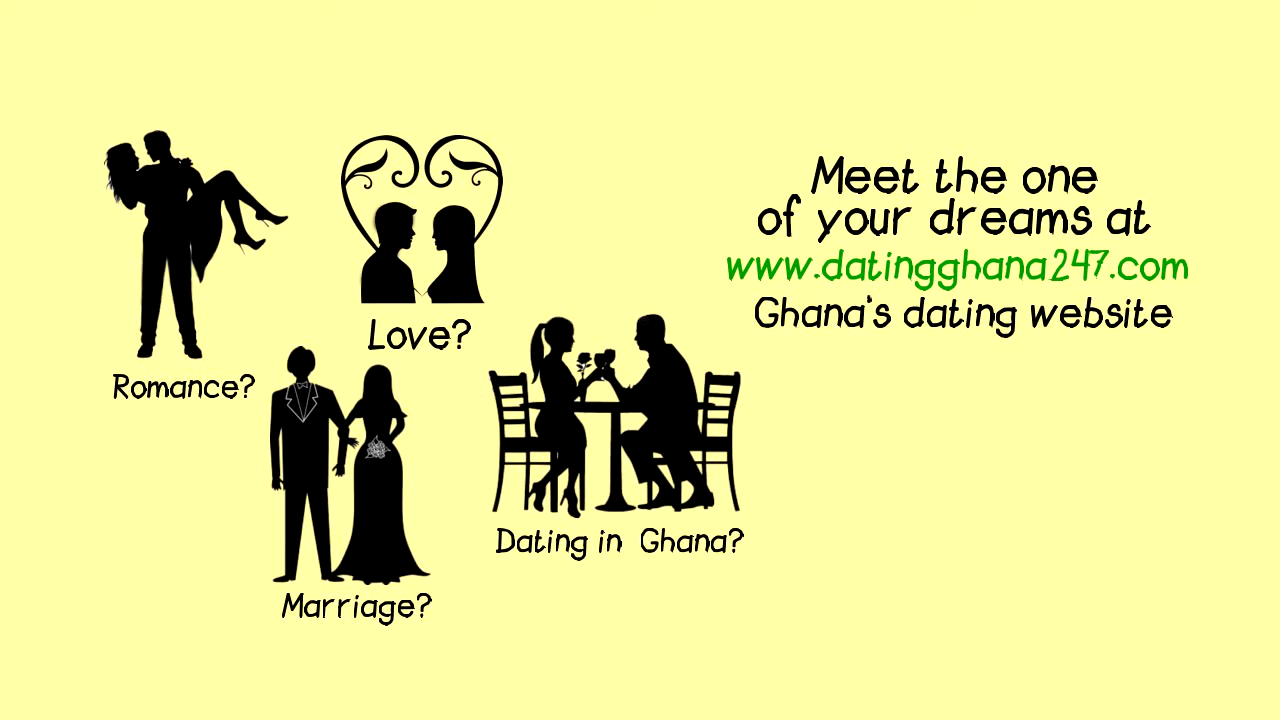 Romance?
Love?
Marriage?
Dating in Ghana?
Meet the one
of your dreams at
www.datingghana247.com
Ghana's dating website